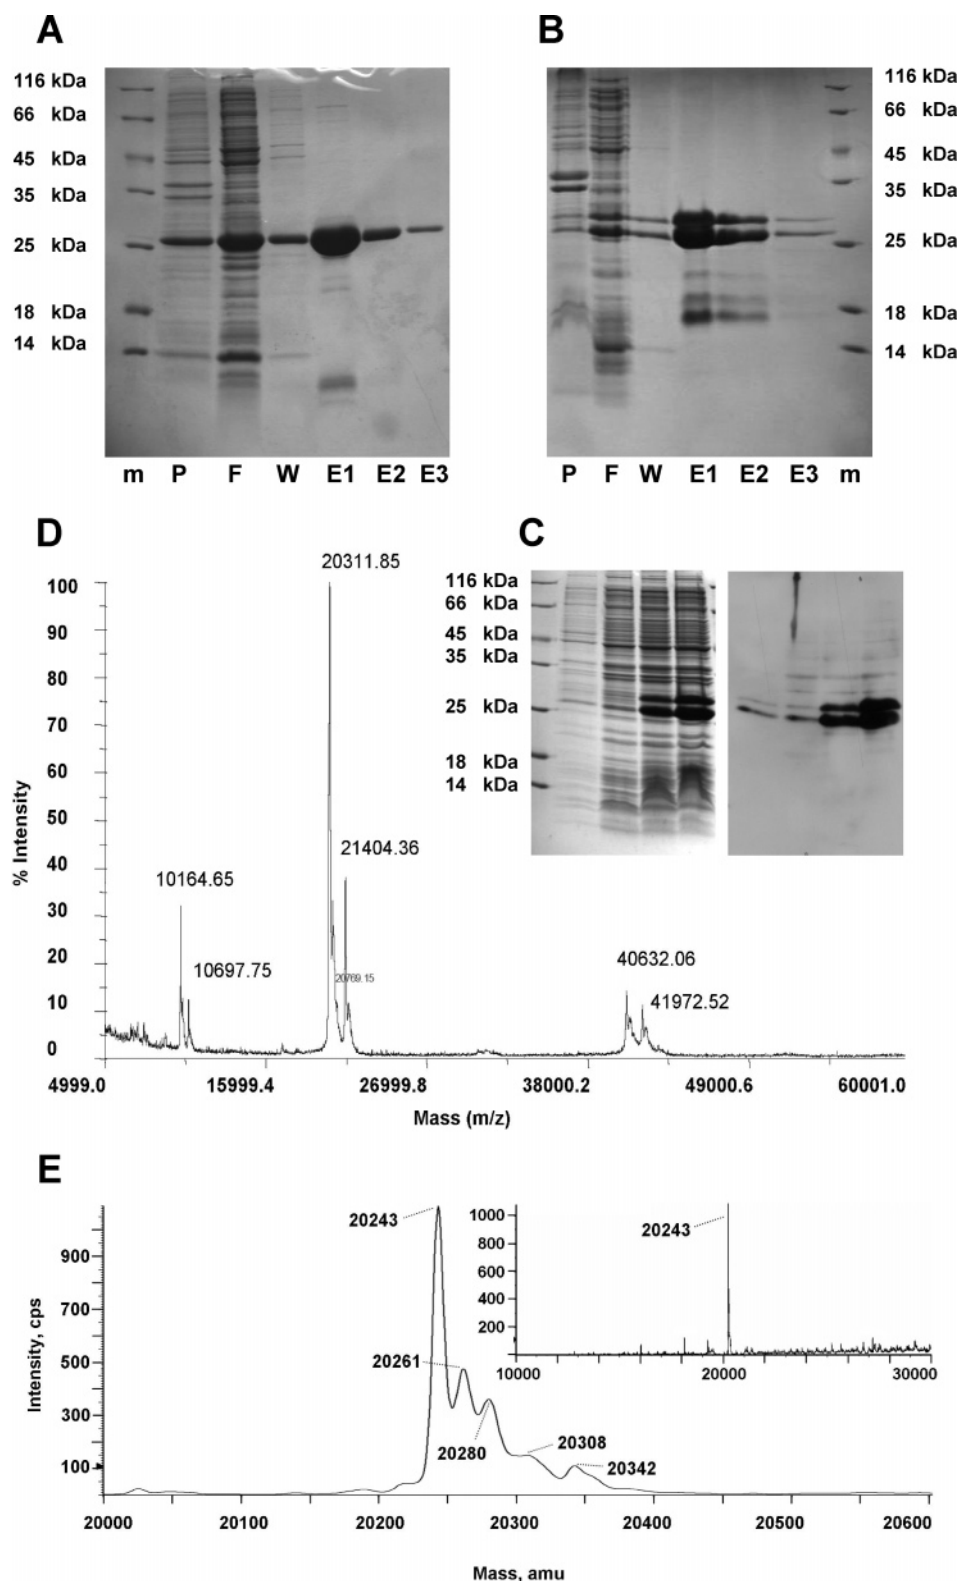 A
116 kDa
66 kDa
45 kDa
35 kDa
25 kDa
18 kDa
14 kDa
m P F W E1 E2 E3
B
116 kDa
66 kDa
45 kDa
35 kDa
25 kDa
18 kDa
14 kDa
P F W E1 E2 E3 m
D
20311.85
100
90
80
70
60
50
40
30
20
10
0
% Intensity
21404.36
10164.65
20769.15
10697.75
40632.06
41972.52
4999.0 15999.4 26999.8 38000.2 49000.6 60001.0
Mass (m/z)
C
116 kDa
66 kDa
45 kDa
35 kDa
25 kDa
18 kDa
14 kDa
E
20243
900
700
500
300
100
Intensity, cps
20261
20280
20308
20342
20000 20100 20200 20300 20400 20500 20600
Mass, amu
20243
1000
800
600
400
200
10000 20000 30000